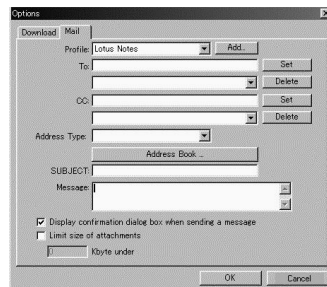 Options
Download Mail
Profile: Lotus Notes Add..
To: Set
Delete
CC: Set
Delete
Address Type:
Address Book ..
SUBJECT:
Message:
Display confirmation dialog box when sending a message
Limit size of attachments
0 Kbyte under
OK Cancel